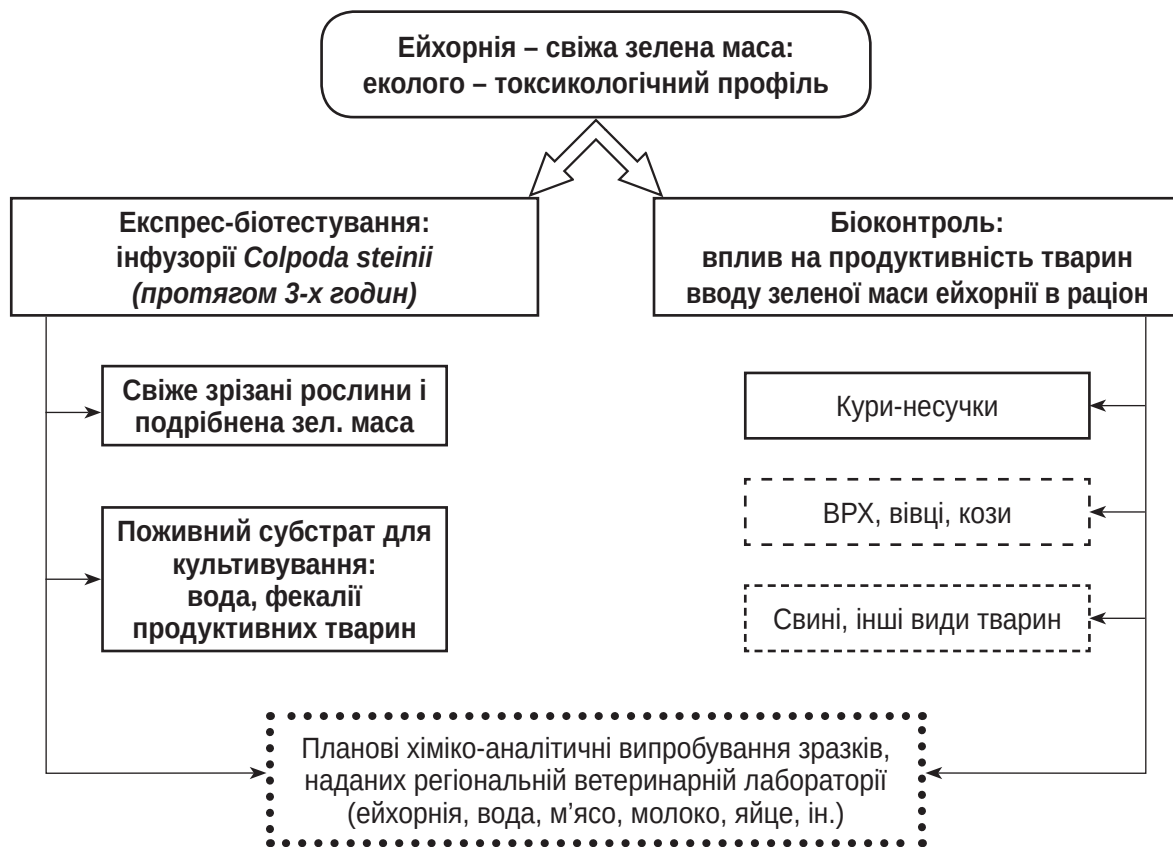 Ейхорнія – свіжа зелена маса:
еколого – токсикологічний профіль
Експрес-біотестування:
інфузорії Colpoda steinii
(протягом 3-х годин)
Біоконтроль:
вплив на продуктивність тварин
вводу зеленої маси ейхорнії в раціон
Свіже зрізані рослини і
подрібнена зел. маса
Поживний субстрат для
культивування:
вода, фекалії
продуктивних тварин
Кури-несучки
ВРХ, вівці, кози
Свині, інші види тварин
Планові хіміко-аналітичні випробування зразків,
наданих регіональній ветеринарній лабораторії
(ейхорнія, вода, м’ясо, молоко, яйце, ін.)